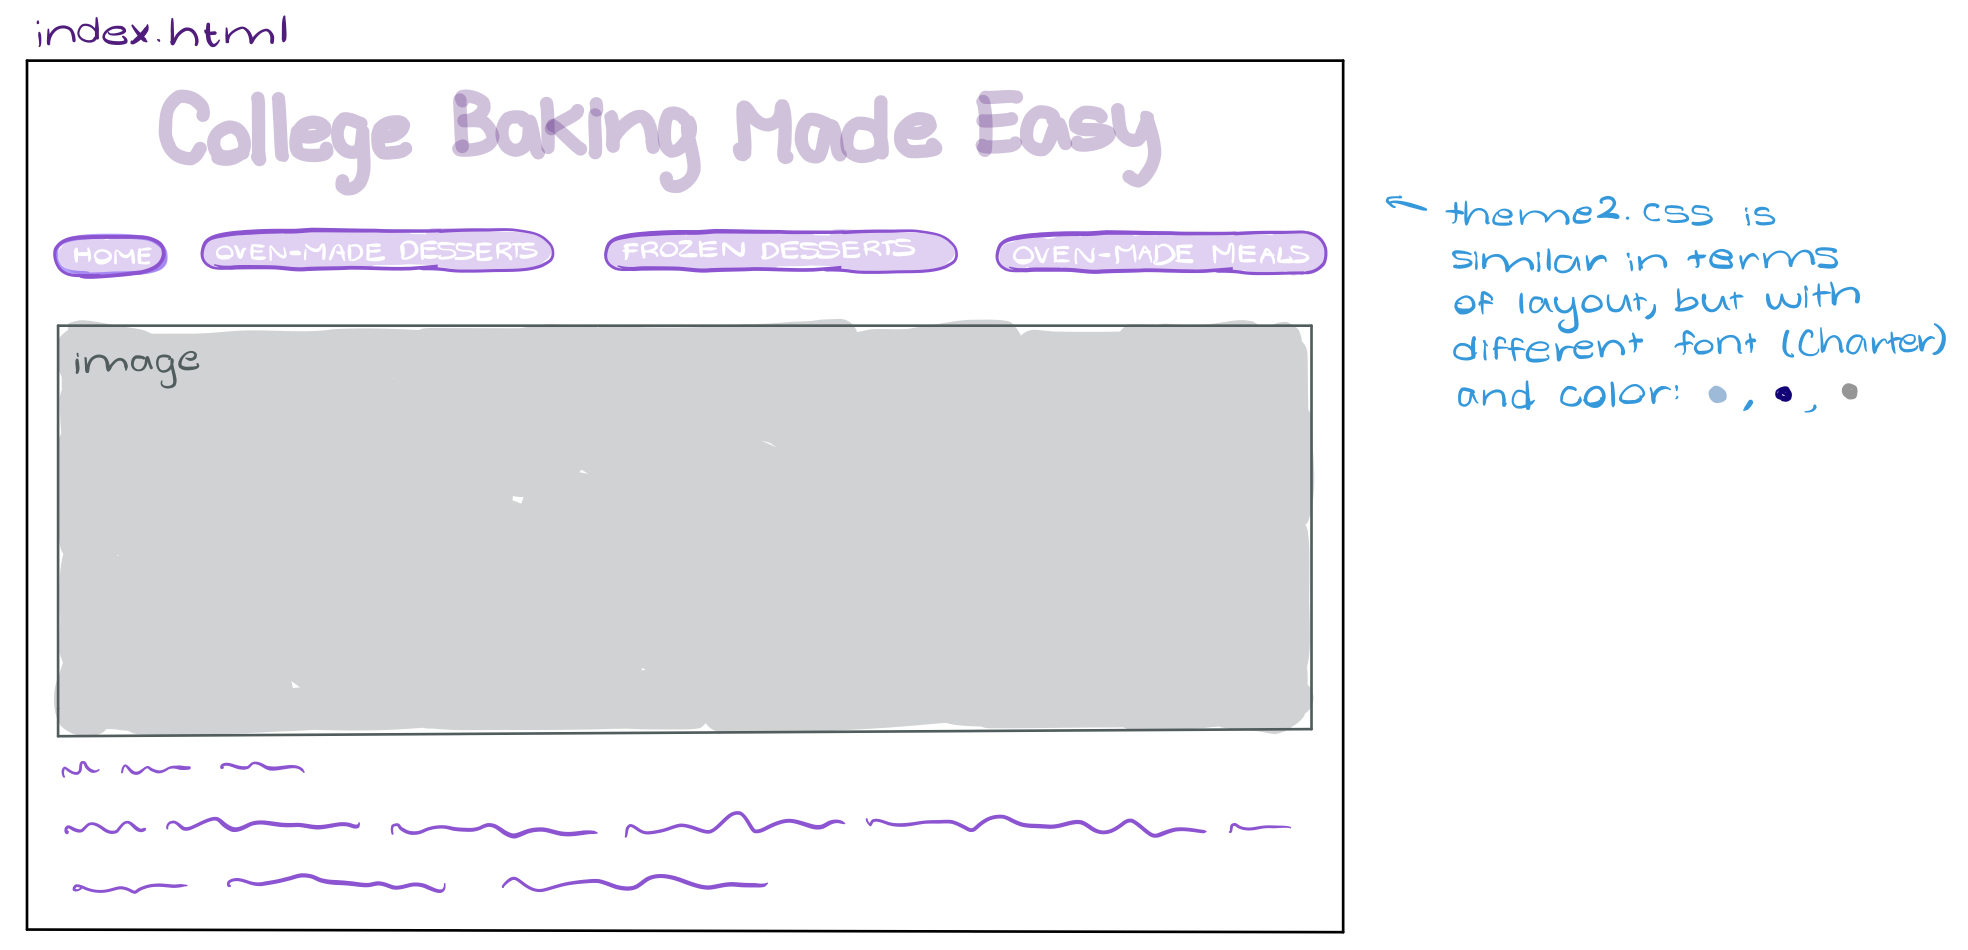 index.html
College Baking Made Easy
HOME
OVEN-MADE DESSERTS
FROZEN DESSERTS
OVEN-MADE MEALS
image
theme2.css is
similar in terms
of layout, but with
different font (Charter)
and color: , ,